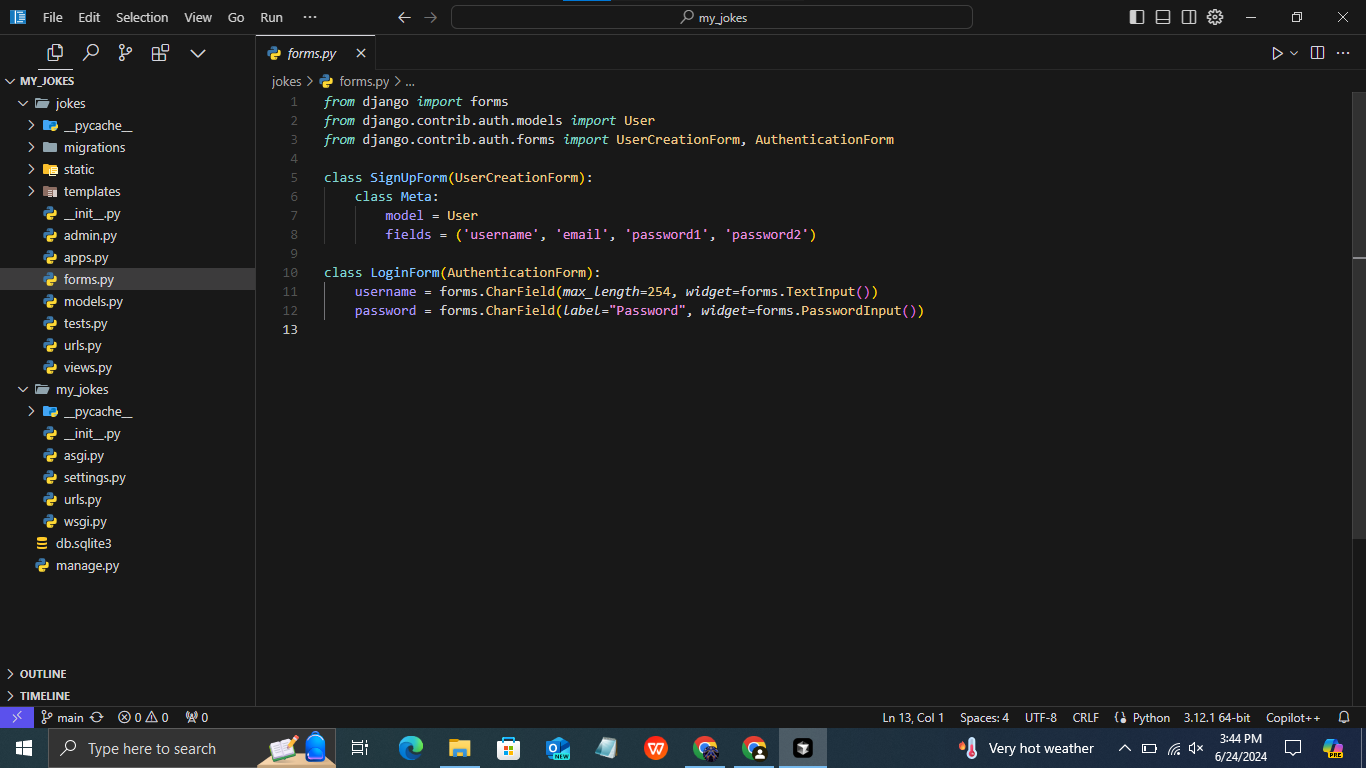 File Edit Selection View Go Run ···
my_jokes
forms.py
MY_JOKES
jokes
__pycache__
migrations
static
templates
__init__.py
admin.py
apps.py
forms.py
models.py
tests.py
urls.py
views.py
my_jokes
__pycache__
__init__.py
asgi.py
settings.py
urls.py
wsgi.py
db.sqlite3
manage.py
OUTLINE
TIMELINE
jokes > forms.py > ...
1 from django import forms
2 from django.contrib.auth.models import User
3 from django.contrib.auth.forms import UserCreationForm, AuthenticationForm
4
5 class SignUpForm(UserCreationForm):
6 class Meta:
7 model = User
8 fields = ('username', 'email', 'password1', 'password2')
9
10 class LoginForm(AuthenticationForm):
11 username = forms.CharField(max_length=254, widget=forms.TextInput())
12 password = forms.CharField(label="Password", widget=forms.PasswordInput())
13
main 0 0 0 Ln 13, Col 1 Spaces: 4 UTF-8 CRLF Python 3.12.1 64-bit Copilot++
Type here to search
NEW
W
Very hot weather
3:44 PM
6/24/2024
PRE